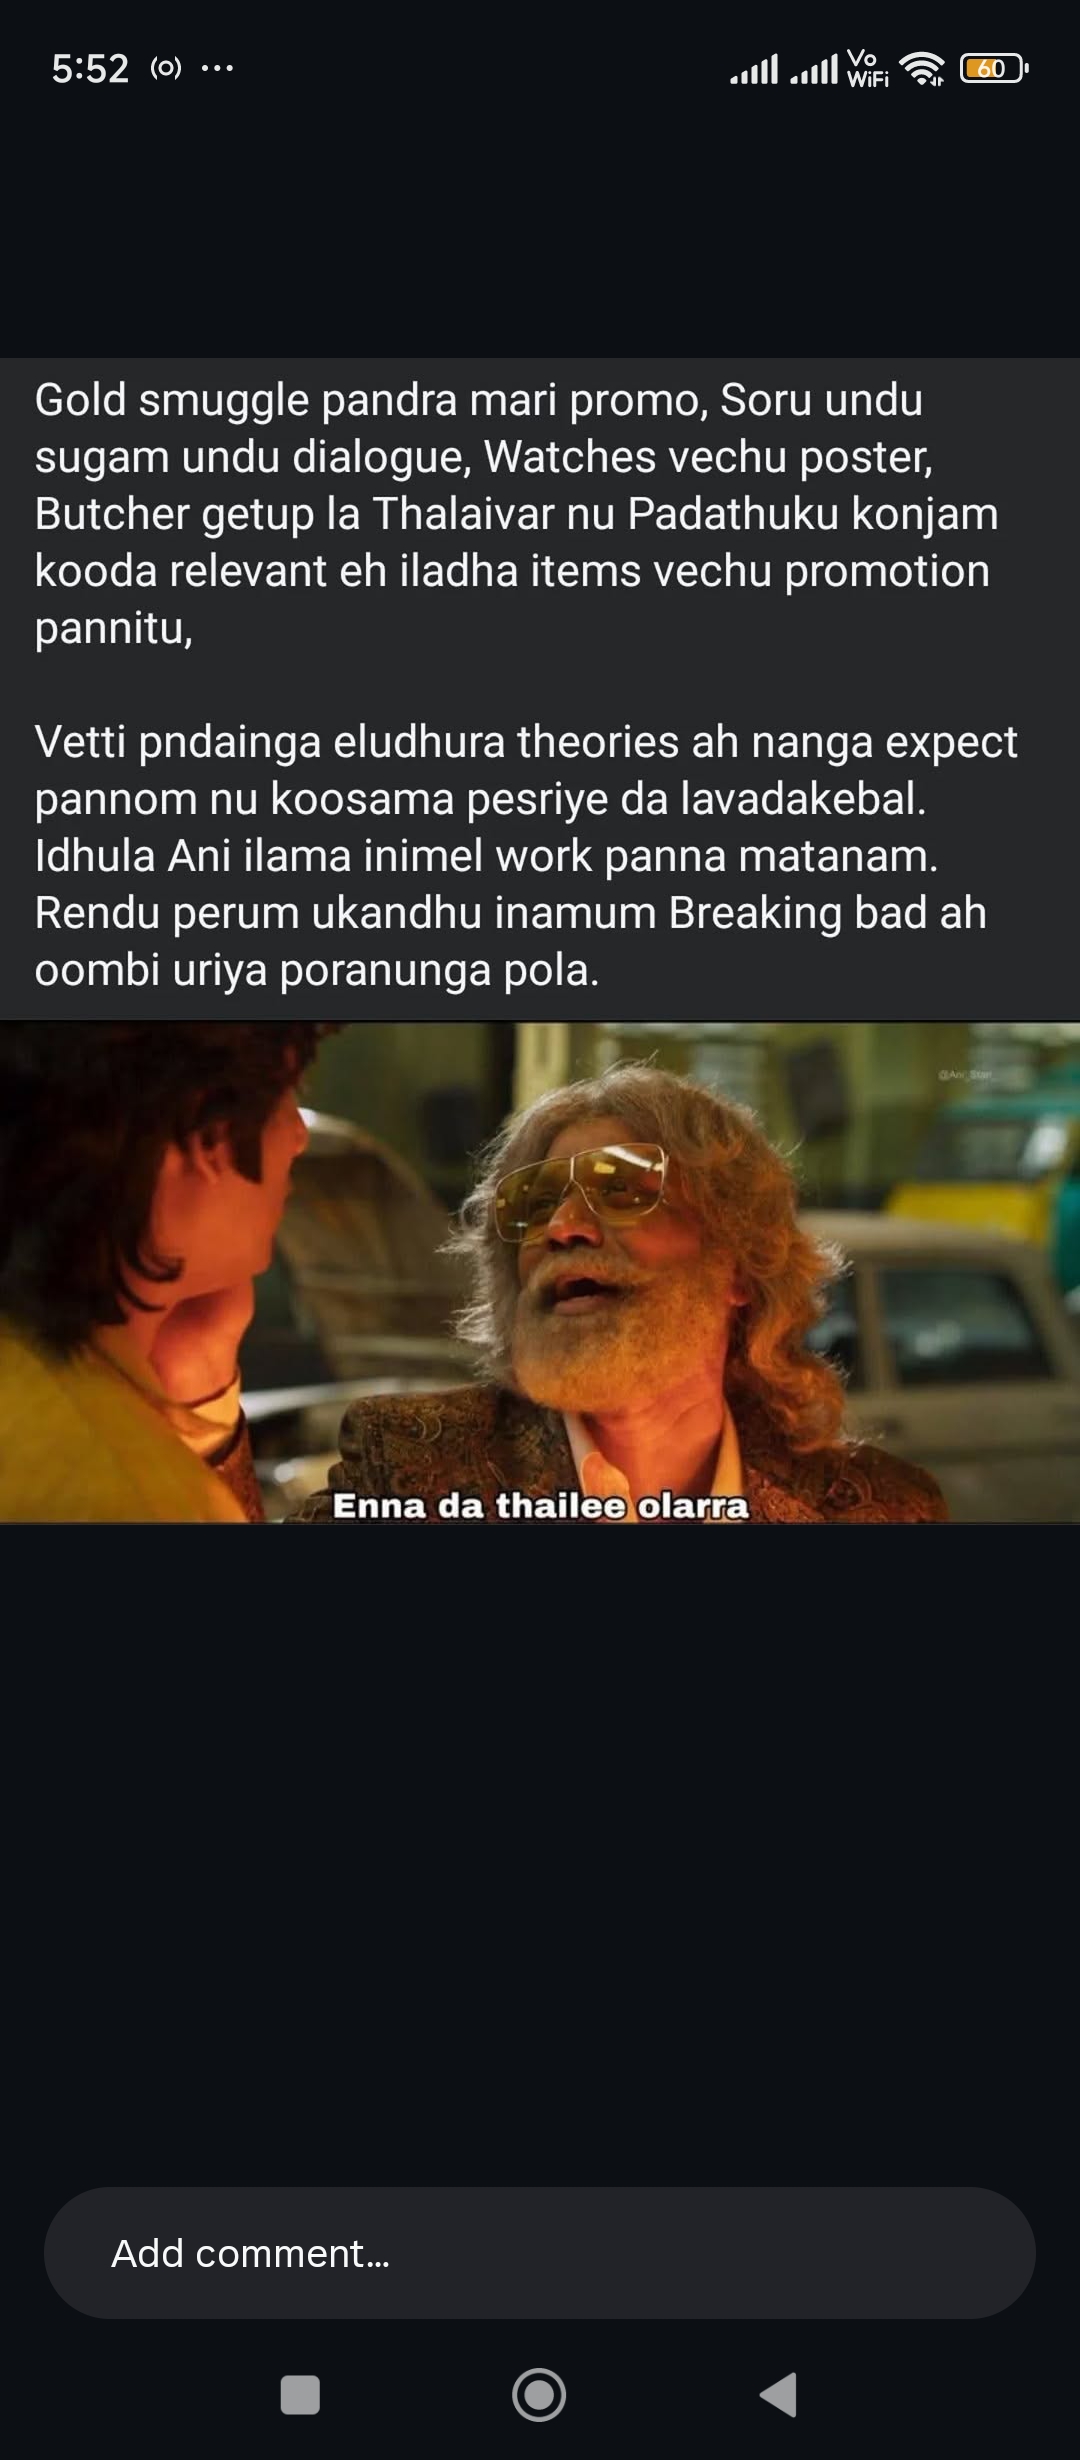 5:52
Vo
WiFi
60
Gold smuggle pandra mari promo, Soru undu
sugam undu dialogue, Watches vechu poster,
Butcher getup la Thalaivar nu Padathuku konjam
kooda relevant eh iladha items vechu promotion
pannitu,
Vetti pndainga eludhura theories ah nanga expect
pannom nu koosama pesriye da lavadakebal.
Idhula Ani ilama inimel work panna matanam.
Rendu perum ukandhu inamum Breaking bad ah
oombi uriya poranunga pola.
Enna da thailee olarra
Add comment...